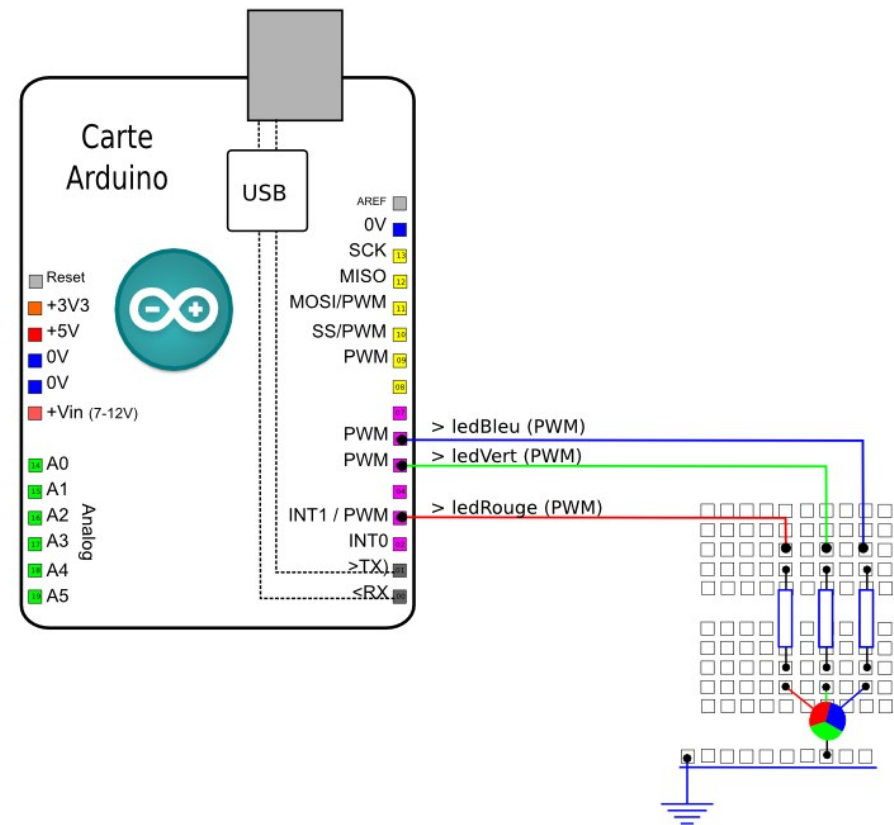 Carte
Arduino
USB
AREF
0V
SCK 13
MISO 12
MOSI/PWM 11
SS/PWM 10
PWM 09
08
07
PWM
PWM
04
INT1 / PWM
INT0 02
>TX) 01
<RX 00
Reset
+3V3
+5V
0V
0V
+Vin (7-12V)
14 A0
15 A1
16 A2
17 A3
18 A4
19 A5
Analog
> ledBleu (PWM)
> ledVert (PWM)
> ledRouge (PWM)